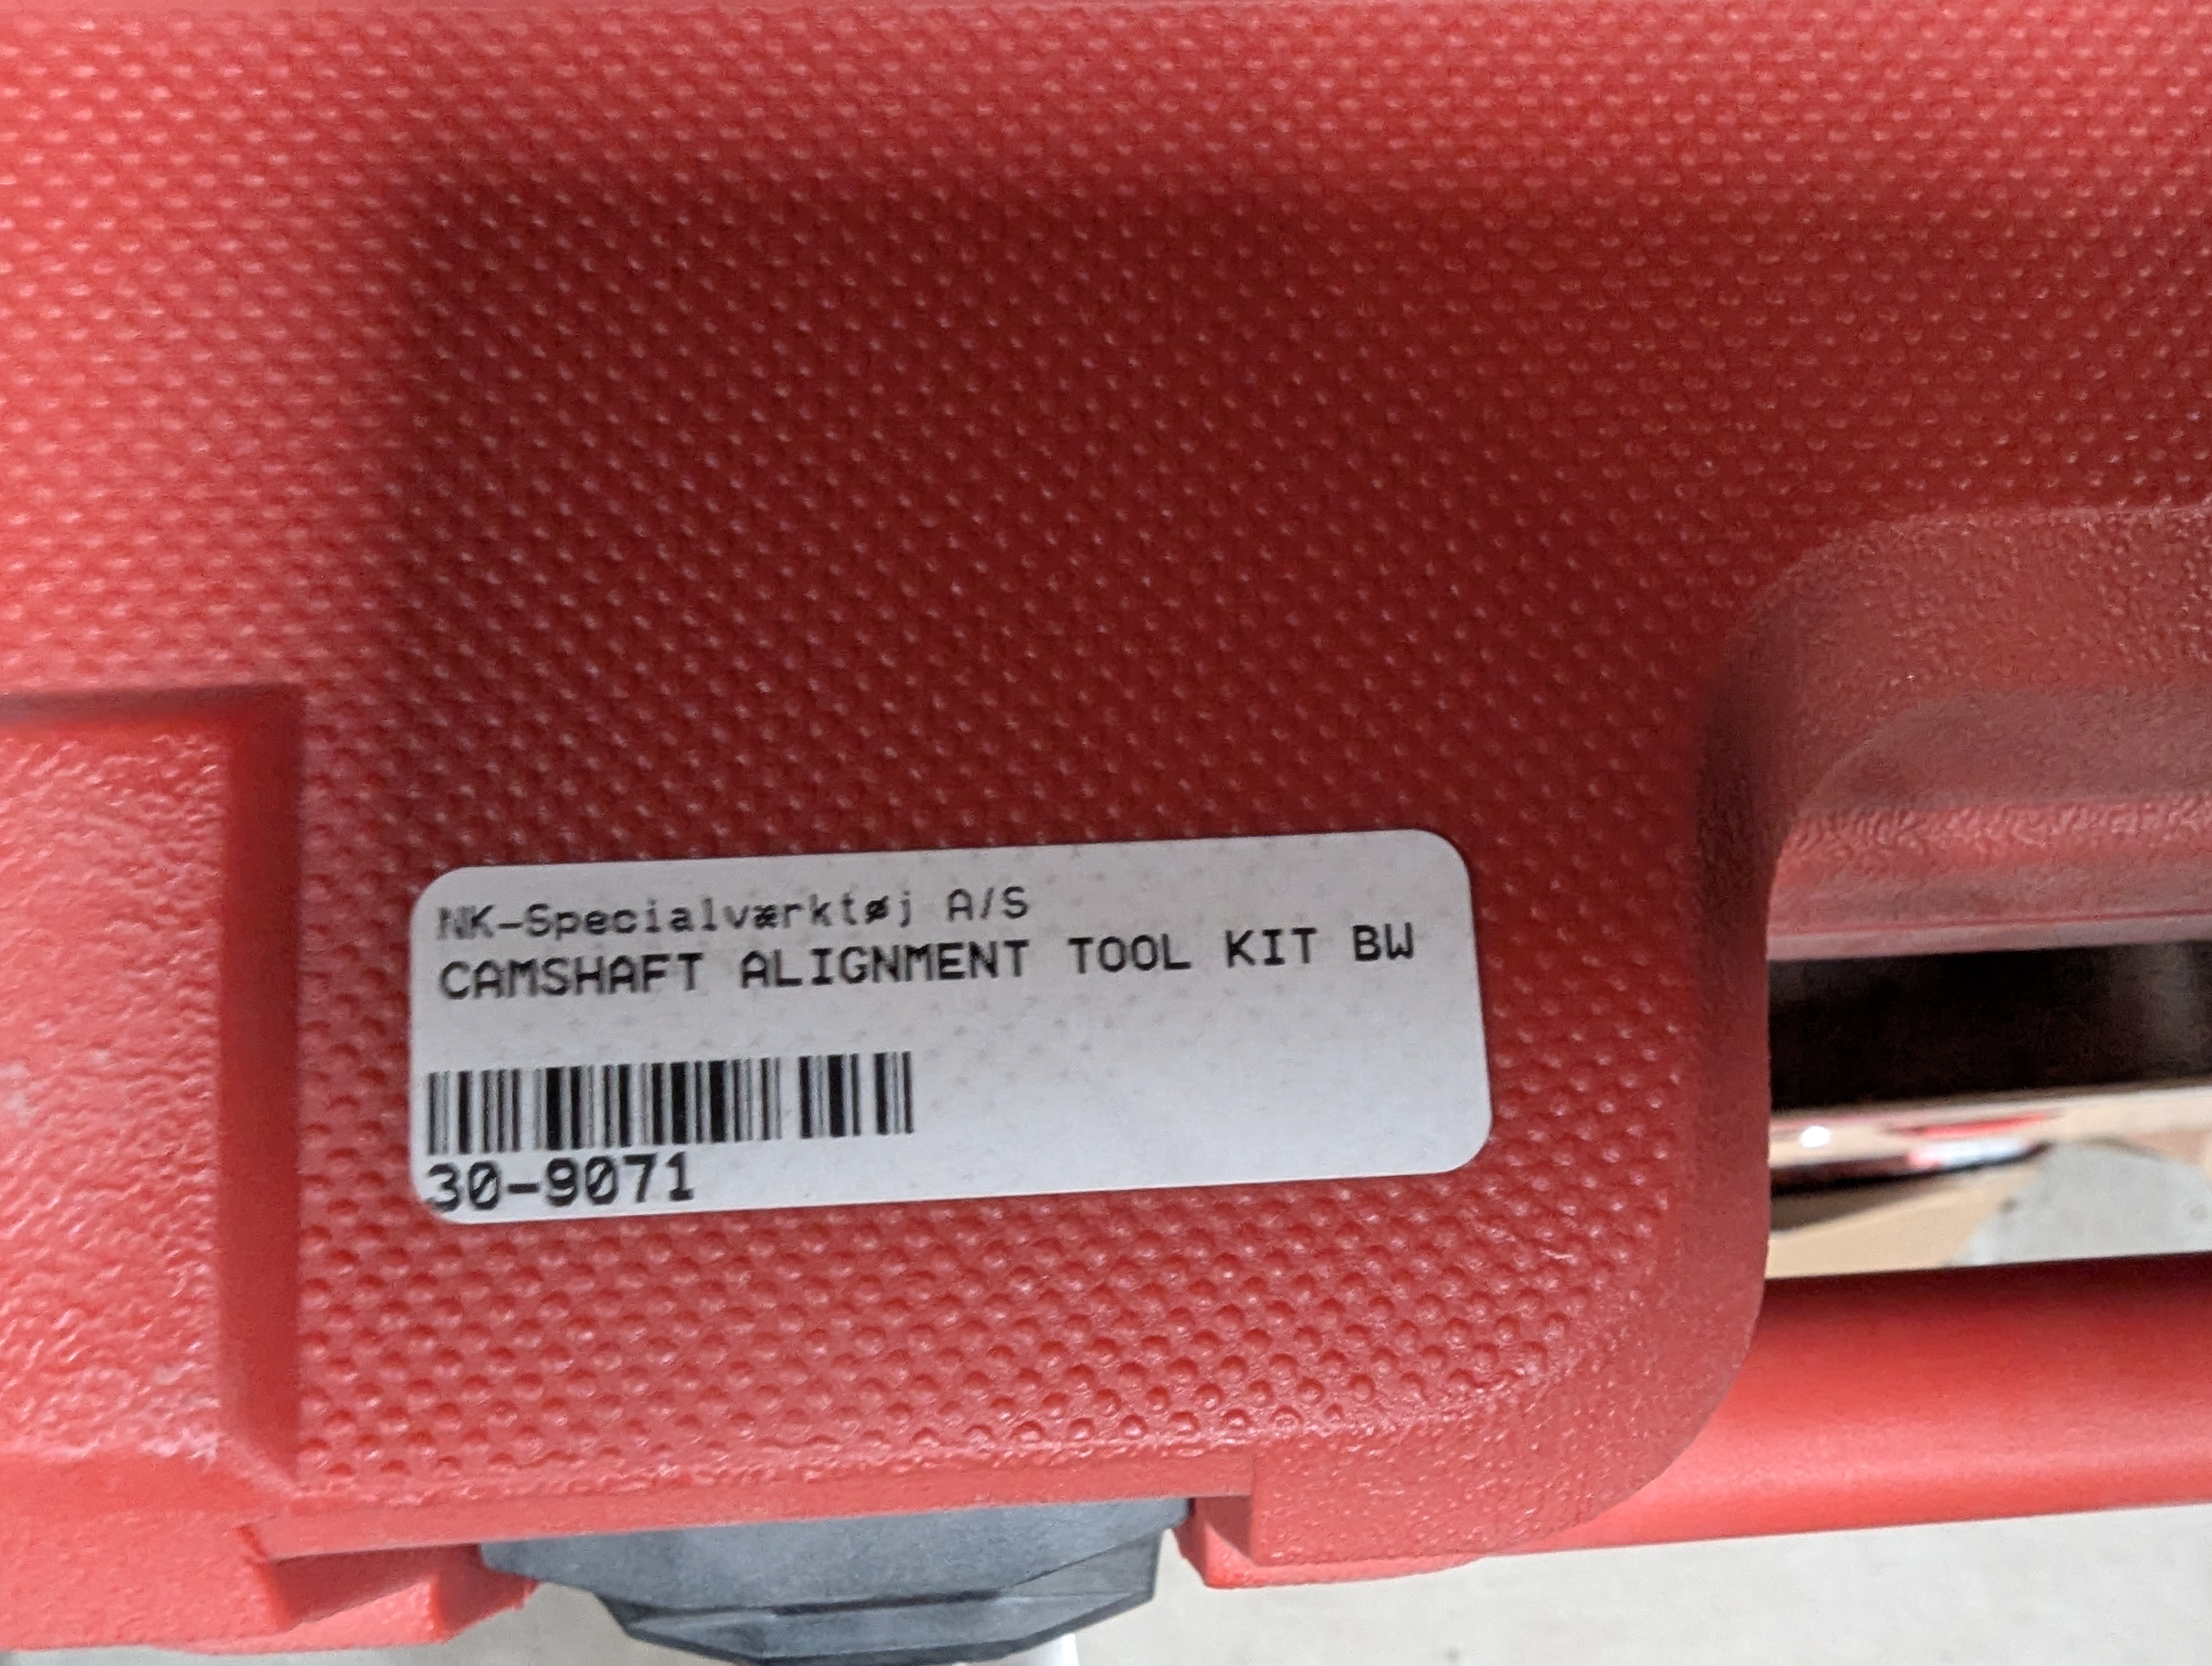 NK-Specialværktøj A/S
CAMSHAFT ALIGNMENT TOOL KIT BW
30-9071